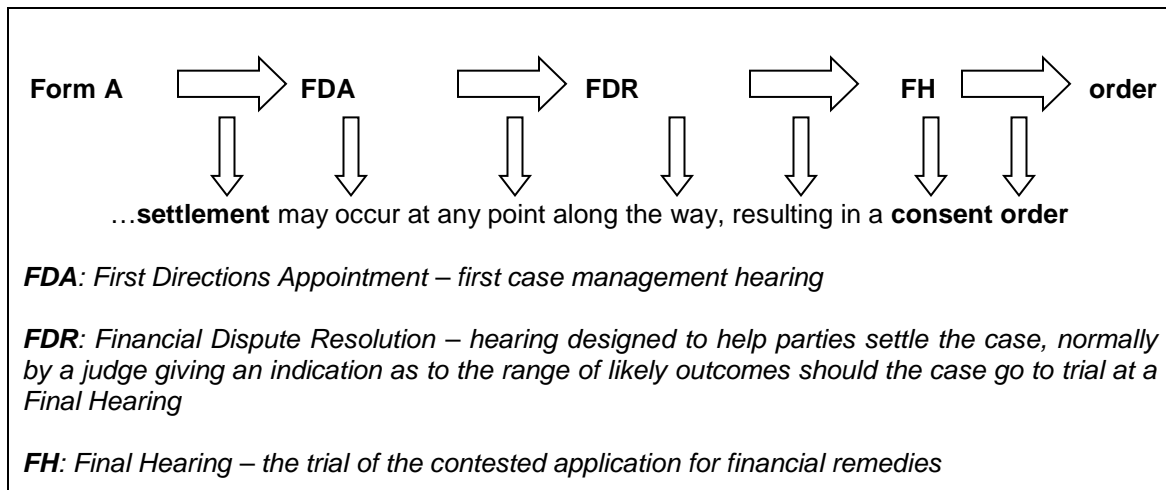 Form A FDA FDR FH order
…settlement may occur at any point along the way, resulting in a consent order
FDA: First Directions Appointment – first case management hearing
FDR: Financial Dispute Resolution – hearing designed to help parties settle the case, normally
by a judge giving an indication as to the range of likely outcomes should the case go to trial at a
Final Hearing
FH: Final Hearing – the trial of the contested application for financial remedies